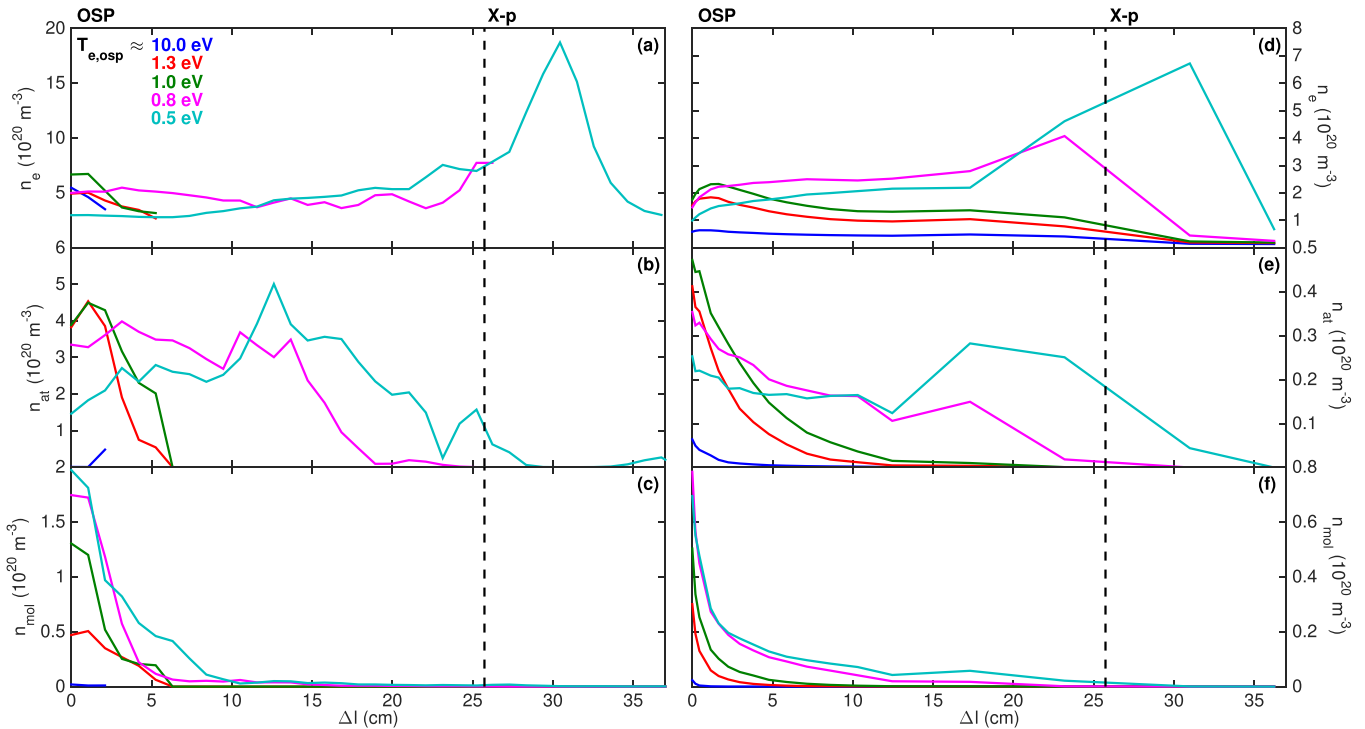 OSP X-p OSP X-p
20 (a) (d) 8
T_e,osp ≈ 10.0 eV
1.3 eV
1.0 eV
0.8 eV
0.5 eV
15
10
5
6
n_e (10^20 m^-3)
7
6
5
4
3
2
1
0.5
n_e (10^20 m^-3)
(b)
5
4
3
2
1
2
n_at (10^20 m^-3)
(e)
0.4
0.3
0.2
0.1
0.8
n_at (10^20 m^-3)
(c)
1.5
1
0.5
0
n_mol (10^20 m^-3)
(f)
0.6
0.4
0.2
0
n_mol (10^20 m^-3)
0 5 10 15 20 25 30 35
Δl (cm)
0 5 10 15 20 25 30 35
Δl (cm)